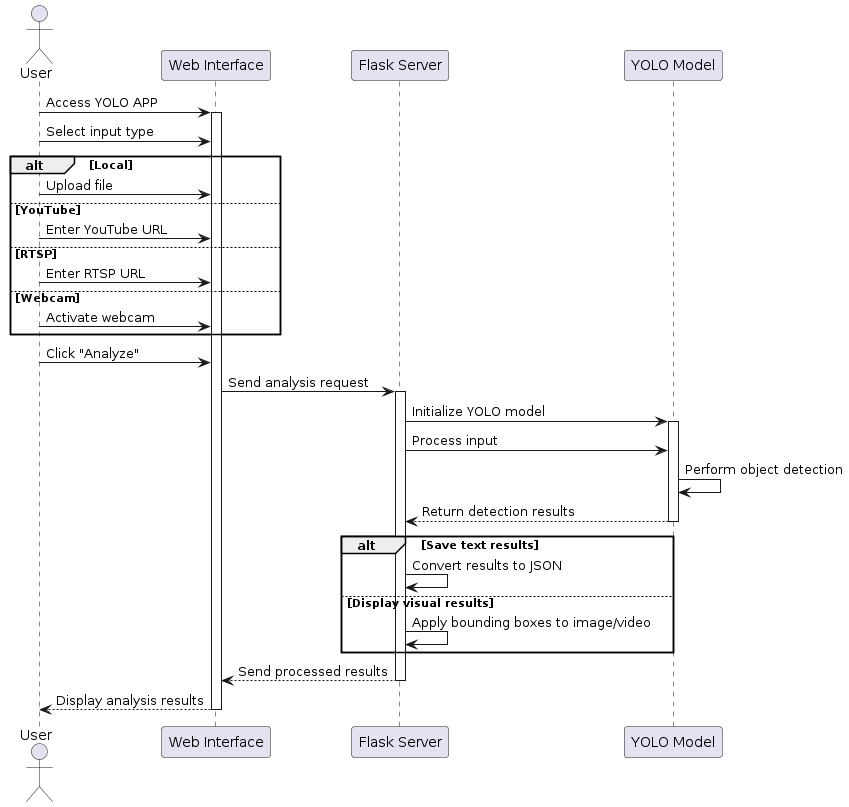 User
Web Interface
Flask Server
YOLO Model
Access YOLO APP
Select input type
alt [Local]
Upload file
[YouTube]
Enter YouTube URL
[RTSP]
Enter RTSP URL
[Webcam]
Activate webcam
Click "Analyze"
Send analysis request
Initialize YOLO model
Process input
Perform object detection
Return detection results
alt [Save text results]
Convert results to JSON
[Display visual results]
Apply bounding boxes to image/video
Send processed results
Display analysis results
User
Web Interface
Flask Server
YOLO Model